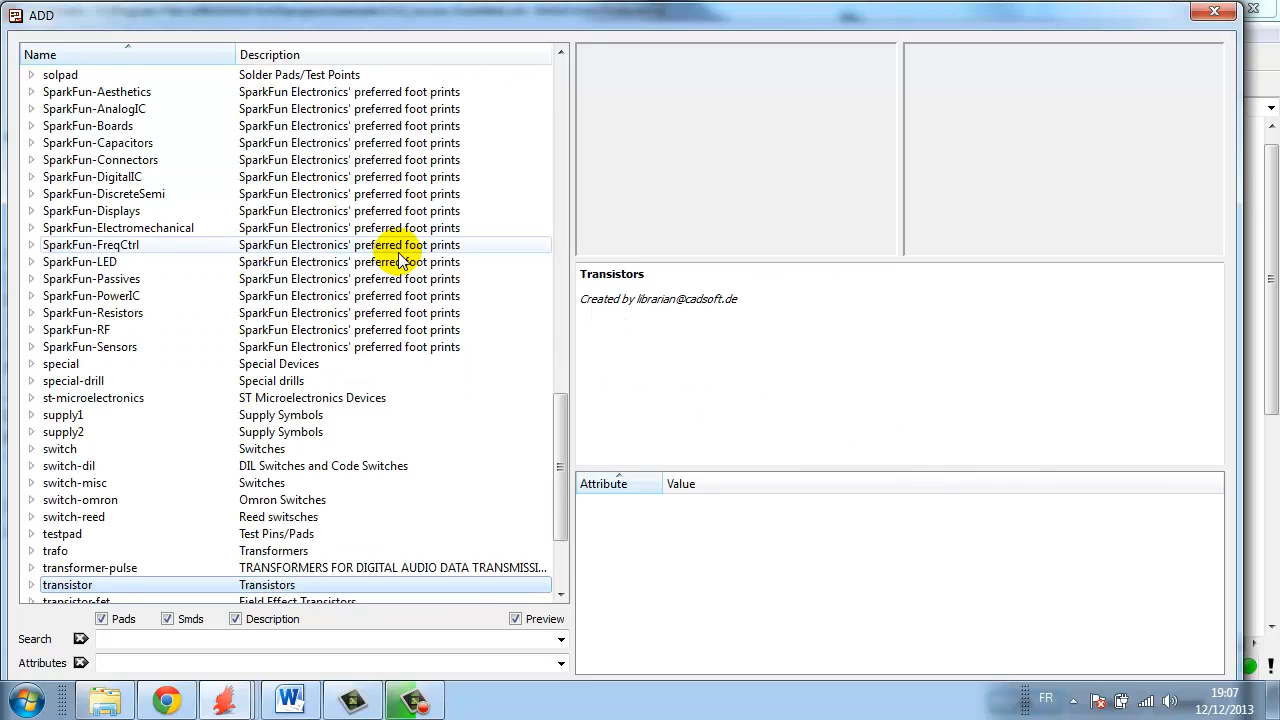 ADD
Name Description
solpad Solder Pads/Test Points
SparkFun-Aesthetics SparkFun Electronics' preferred foot prints
SparkFun-AnalogIC SparkFun Electronics' preferred foot prints
SparkFun-Boards SparkFun Electronics' preferred foot prints
SparkFun-Capacitors SparkFun Electronics' preferred foot prints
SparkFun-Connectors SparkFun Electronics' preferred foot prints
SparkFun-DigitalIC SparkFun Electronics' preferred foot prints
SparkFun-DiscreteSemi SparkFun Electronics' preferred foot prints
SparkFun-Displays SparkFun Electronics' preferred foot prints
SparkFun-Electromechanical SparkFun Electronics' preferred foot prints
SparkFun-FreqCtrl SparkFun Electronics' preferred foot prints
SparkFun-LED SparkFun Electronics' preferred foot prints
SparkFun-Passives SparkFun Electronics' preferred foot prints
SparkFun-PowerIC SparkFun Electronics' preferred foot prints
SparkFun-Resistors SparkFun Electronics' preferred foot prints
SparkFun-RF SparkFun Electronics' preferred foot prints
SparkFun-Sensors SparkFun Electronics' preferred foot prints
special Special Devices
special-drill Special drills
st-microelectronics ST Microelectronics Devices
supply1 Supply Symbols
supply2 Supply Symbols
switch Switches
switch-dil DIL Switches and Code Switches
switch-misc Switches
switch-omron Omron Switches
switch-reed Reed switsches
testpad Test Pins/Pads
trafo Transformers
transformer-pulse TRANSFORMERS FOR DIGITAL AUDIO DATA TRANSMISSI...
transistor Transistors
transistor-fet Field Effect Transistors
Pads Smds Description Preview
Search
Attributes
Transistors
Created by librarian@cadsoft.de
Attribute Value
FR
19:07
12/12/2013